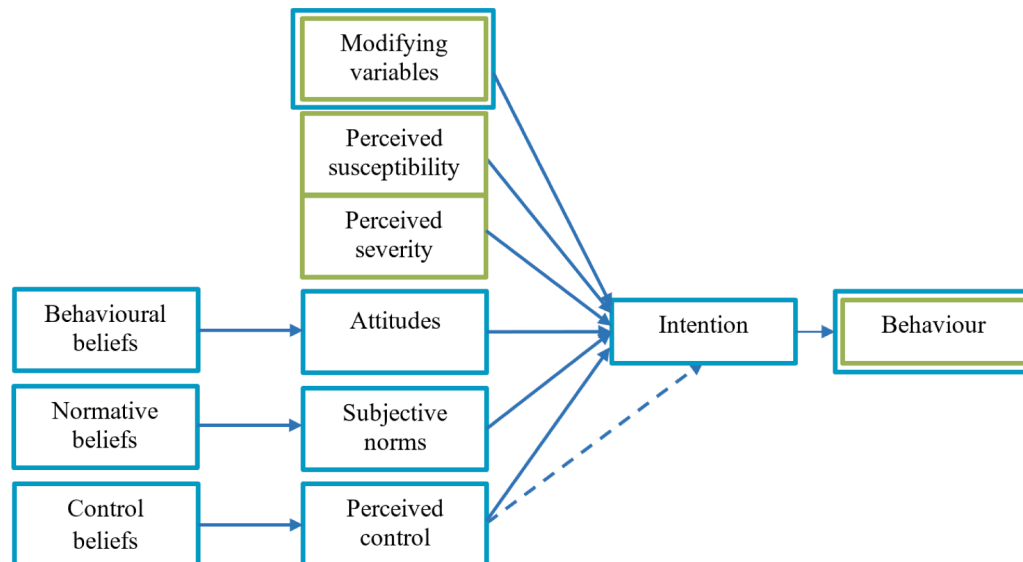 Modifying
variables
Perceived
susceptibility
Perceived
severity
Behavioural
beliefs
Attitudes
Intention
Behaviour
Normative
beliefs
Subjective
norms
Control
beliefs
Perceived
control